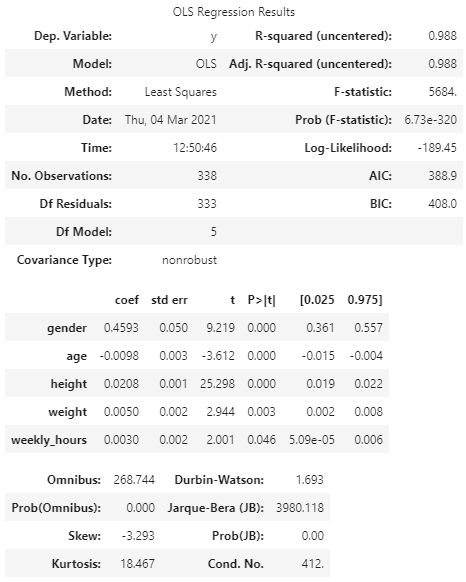 OLS Regression Results
Dep. Variable: y R-squared (uncentered): 0.988
Model: OLS Adj. R-squared (uncentered): 0.988
Method: Least Squares F-statistic: 5684.
Date: Thu, 04 Mar 2021 Prob (F-statistic): 6.73e-320
Time: 12:50:46 Log-Likelihood: -189.45
No. Observations: 338 AIC: 388.9
Df Residuals: 333 BIC: 408.0
Df Model: 5
Covariance Type: nonrobust
coef std err t P>|t| [0.025 0.975]
gender 0.4593 0.050 9.219 0.000 0.361 0.557
age -0.0098 0.003 -3.612 0.000 -0.015 -0.004
height 0.0208 0.001 25.298 0.000 0.019 0.022
weight 0.0050 0.002 2.944 0.003 0.002 0.008
weekly_hours 0.0030 0.002 2.001 0.046 5.09e-05 0.006
Omnibus: 268.744 Durbin-Watson: 1.693
Prob(Omnibus): 0.000 Jarque-Bera (JB): 3980.118
Skew: -3.293 Prob(JB): 0.00
Kurtosis: 18.467 Cond. No. 412.